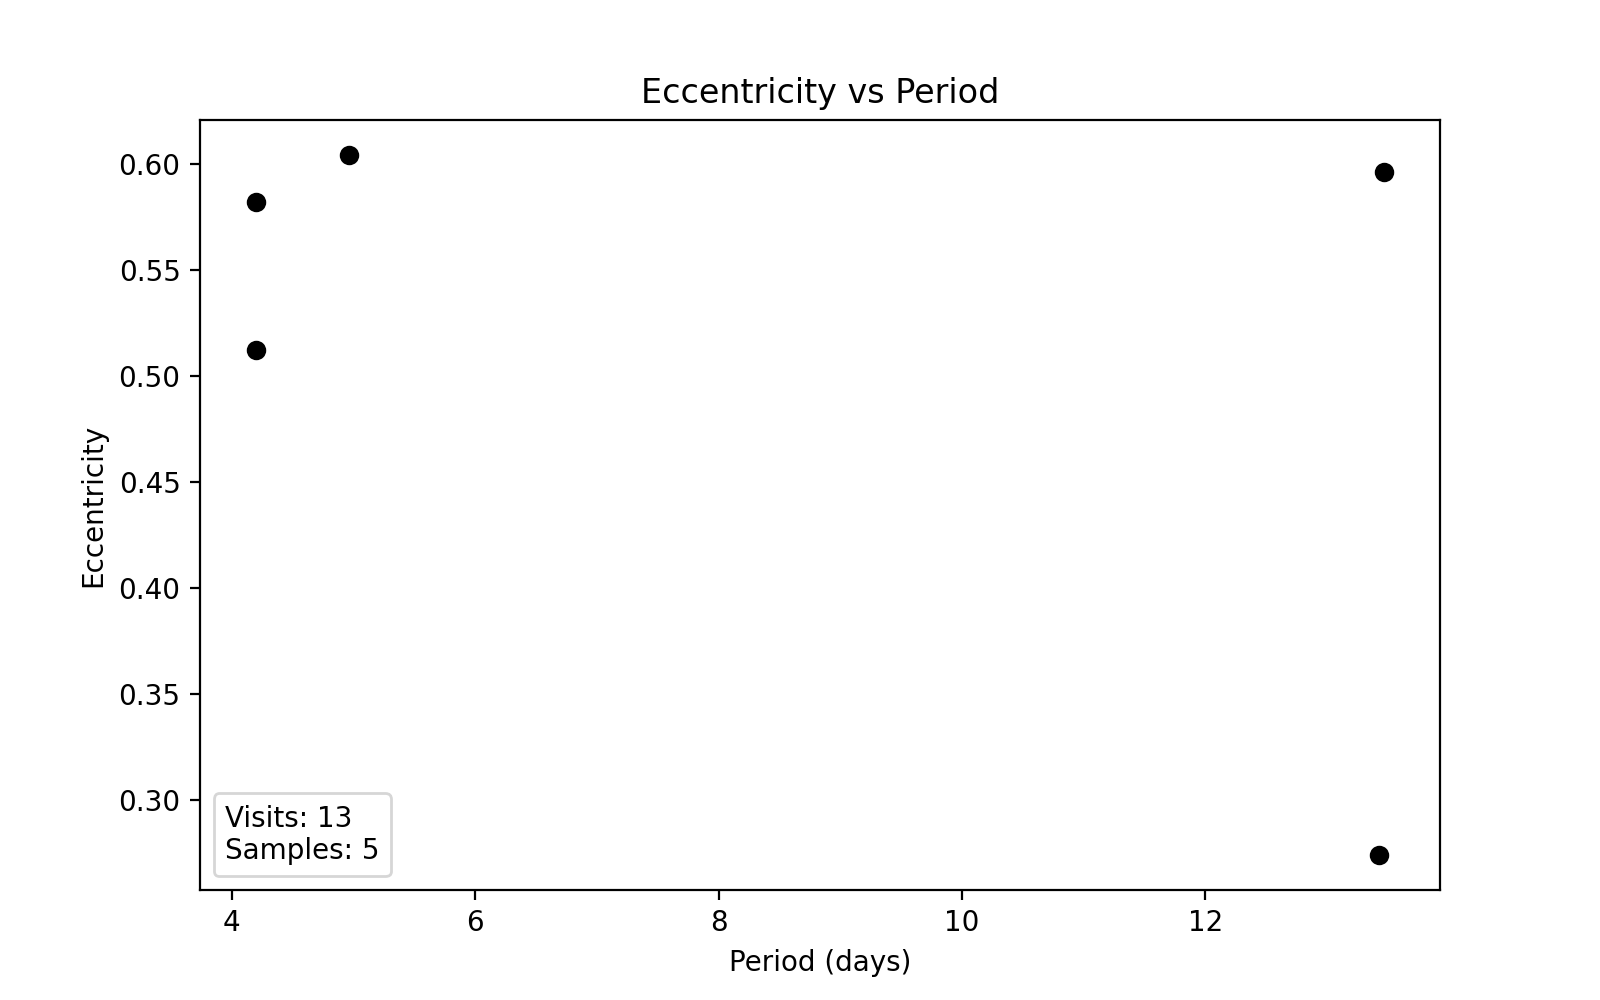 Eccentricity vs Period
0.60
0.55
0.50
0.45
0.40
0.35
0.30
Eccentricity
Visits: 13
Samples: 5
4 6 8 10 12
Period (days)